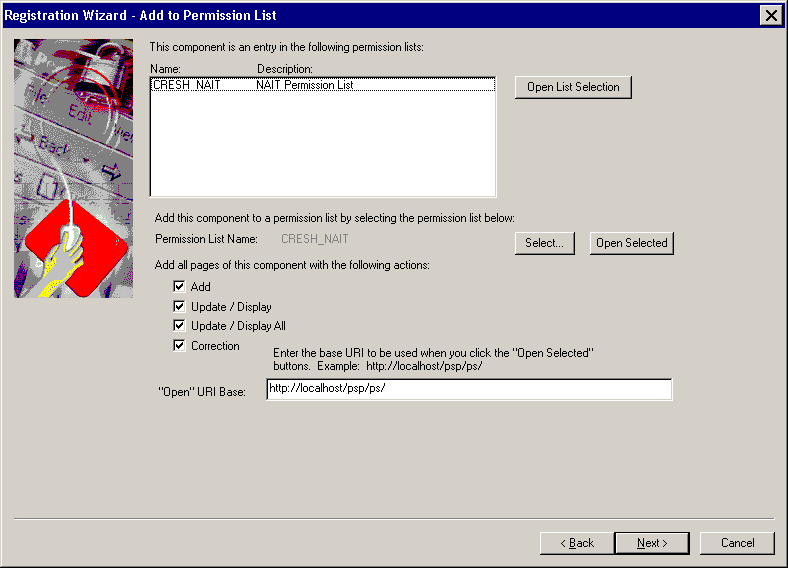 Registration Wizard - Add to Permission List
This component is an entry in the following permission lists:
Name: Description:
CRESH_NAIT NAIT Permission List
Open List Selection
File
Edit
Back
Add this component to a permission list by selecting the permission list below:
Permission List Name: CRESH_NAIT
Select... Open Selected
Add all pages of this component with the following actions:
Add
Update / Display
Update / Display All
Correction
Enter the base URI to be used when you click the "Open Selected"
buttons. Example: http://localhost/psp/ps/
"Open" URI Base: http://localhost/psp/ps/
< Back Next > Cancel